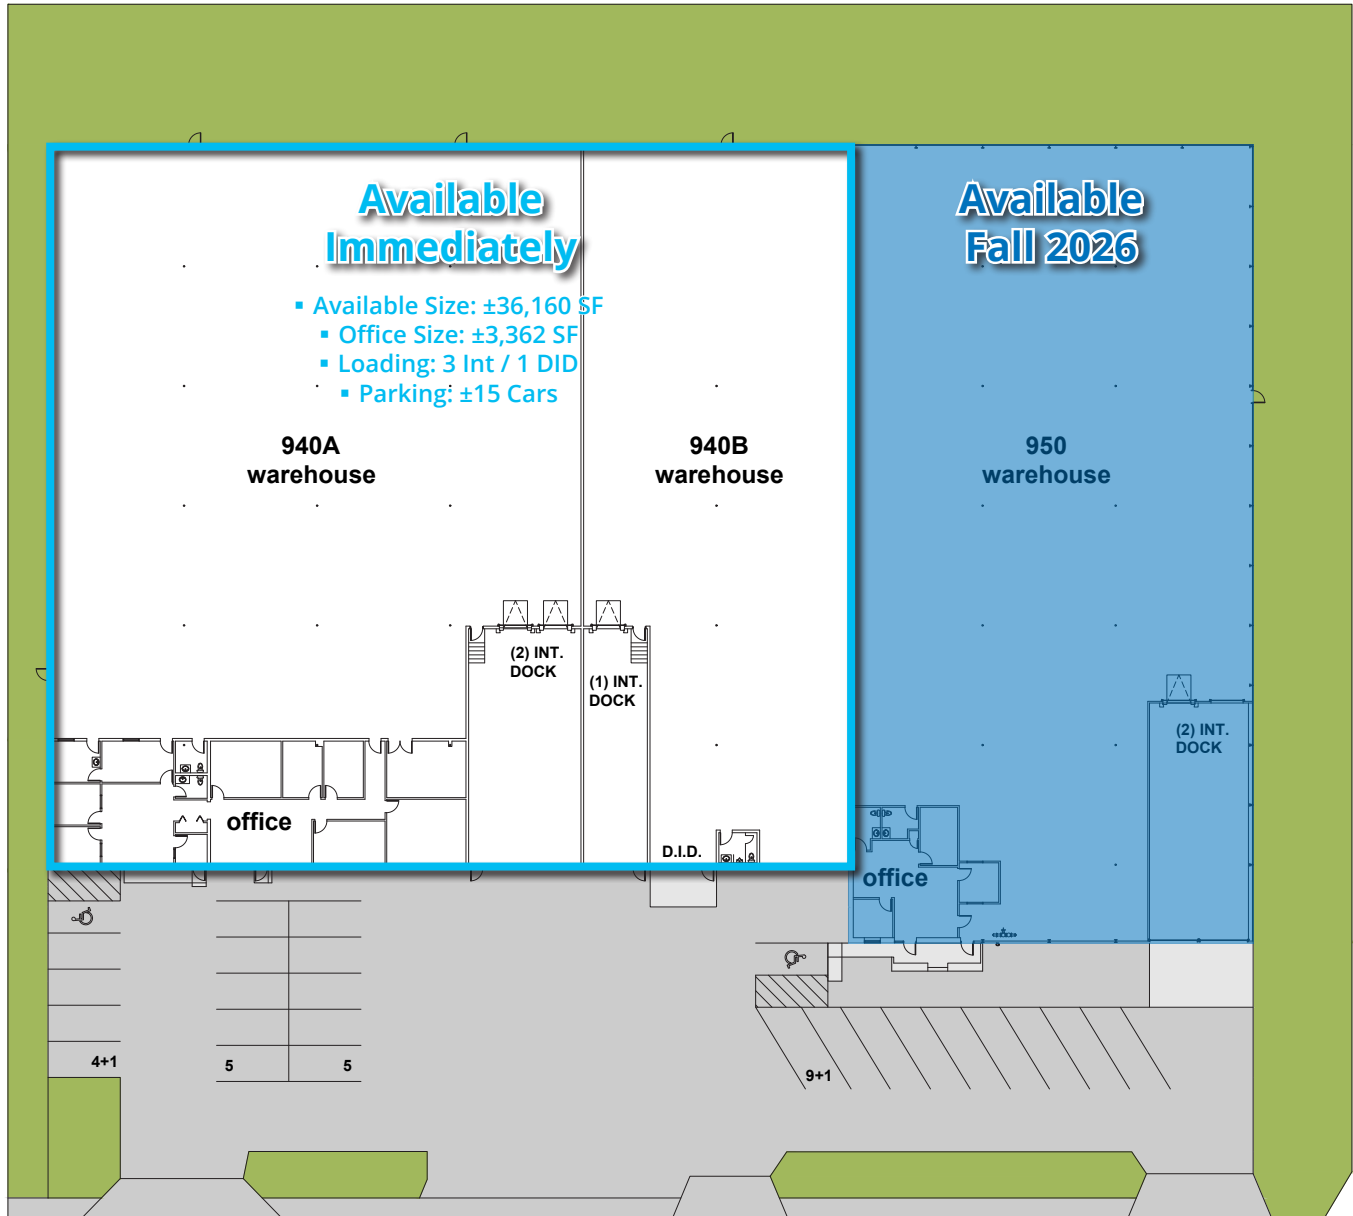 Available
Immediately
▪ Available Size: ±36,160 SF
▪ Office Size: ±3,362 SF
▪ Loading: 3 Int / 1 DID
▪ Parking: ±15 Cars
Available
Fall 2026
940A
warehouse
940B
warehouse
950
warehouse
(2) INT.
DOCK
(1) INT.
DOCK
(2) INT.
DOCK
office
D.I.D.
office
4+1
5
5
9+1